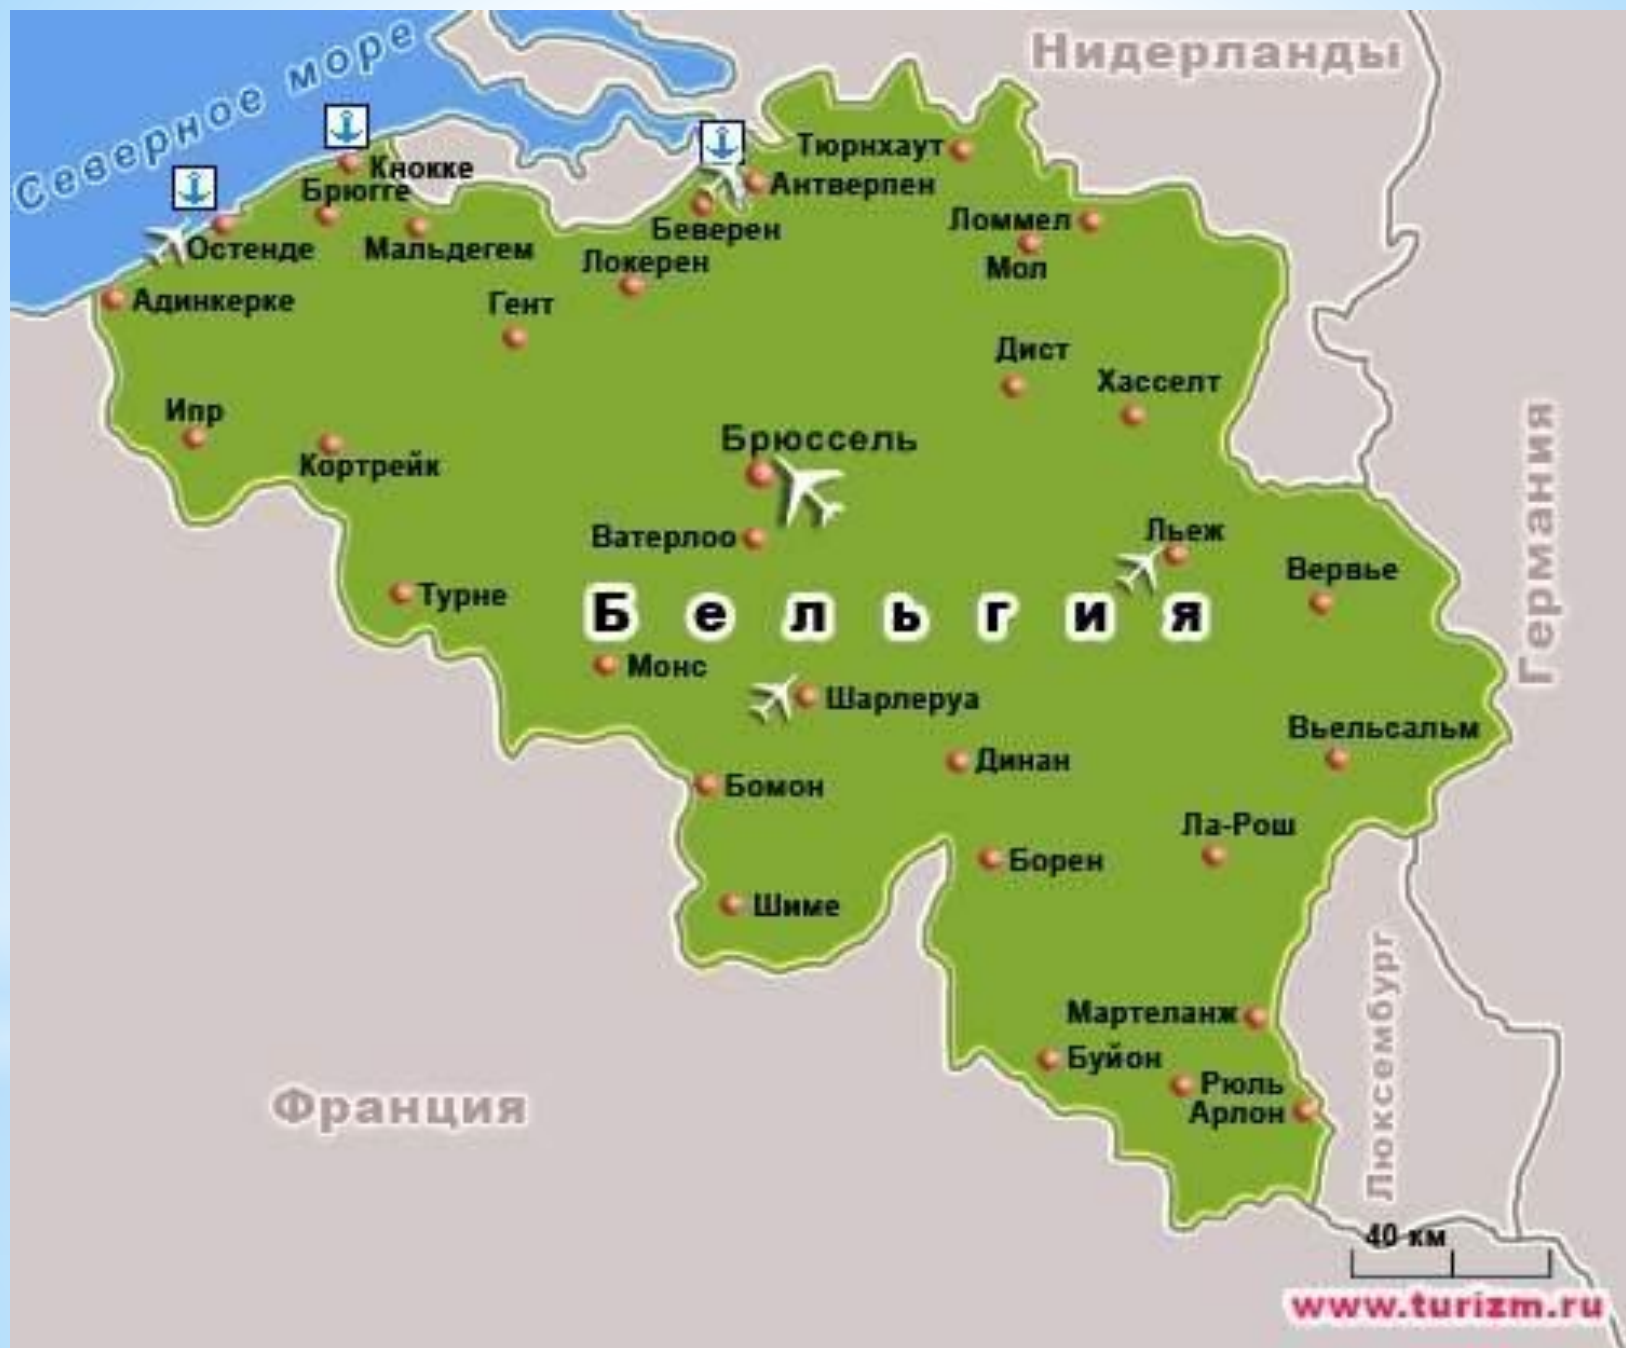 Нидерланды
Северное море
Тюрнхаут
Кнокке
Антверпен
Брюгге
Ломмел
Беверен
Остенде
Мальдегем
Локерен
Мол
Адинкерке
Гент
Дист
Хасселт
Ипр
Брюссель
Кортрейк
Германия
Льеж
Ватерлоо
Вервье
Турне
Бельгия
Монс
Шарлеруа
Вьельсальм
Динан
Бомон
Ла-Рош
Борен
Шиме
Мартеланж
Люксембург
Буйон
Рюль
Франция
Арлон
40 км
www.turizm.ru